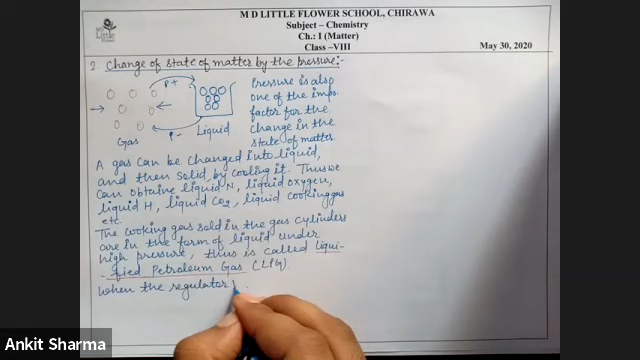 M D LITTLE FLOWER SCHOOL, CHIRAWA
Subject – Chemistry
Ch.: I (Matter)
Class –VIII
May 30, 2020
Little
2. Change of state of matter by the pressure:-
P+
P-
Gas
Liquid
Pressure is also
one of the imp.
factor for the
change in the
state of matter.
A gas can be changed into liquid,
and then solid by cooling it. Thus we
can obtaine liquid N, liquid oxygen,
liquid H, liquid CO2, liquid cooking gas
etc.
The cooking gas sold in the gas cylinders
are in the form of liquid under
high pressure, thus is called Liqui-
-fied Petroleum Gas (LPG)
When the regulator
Ankit Sharma